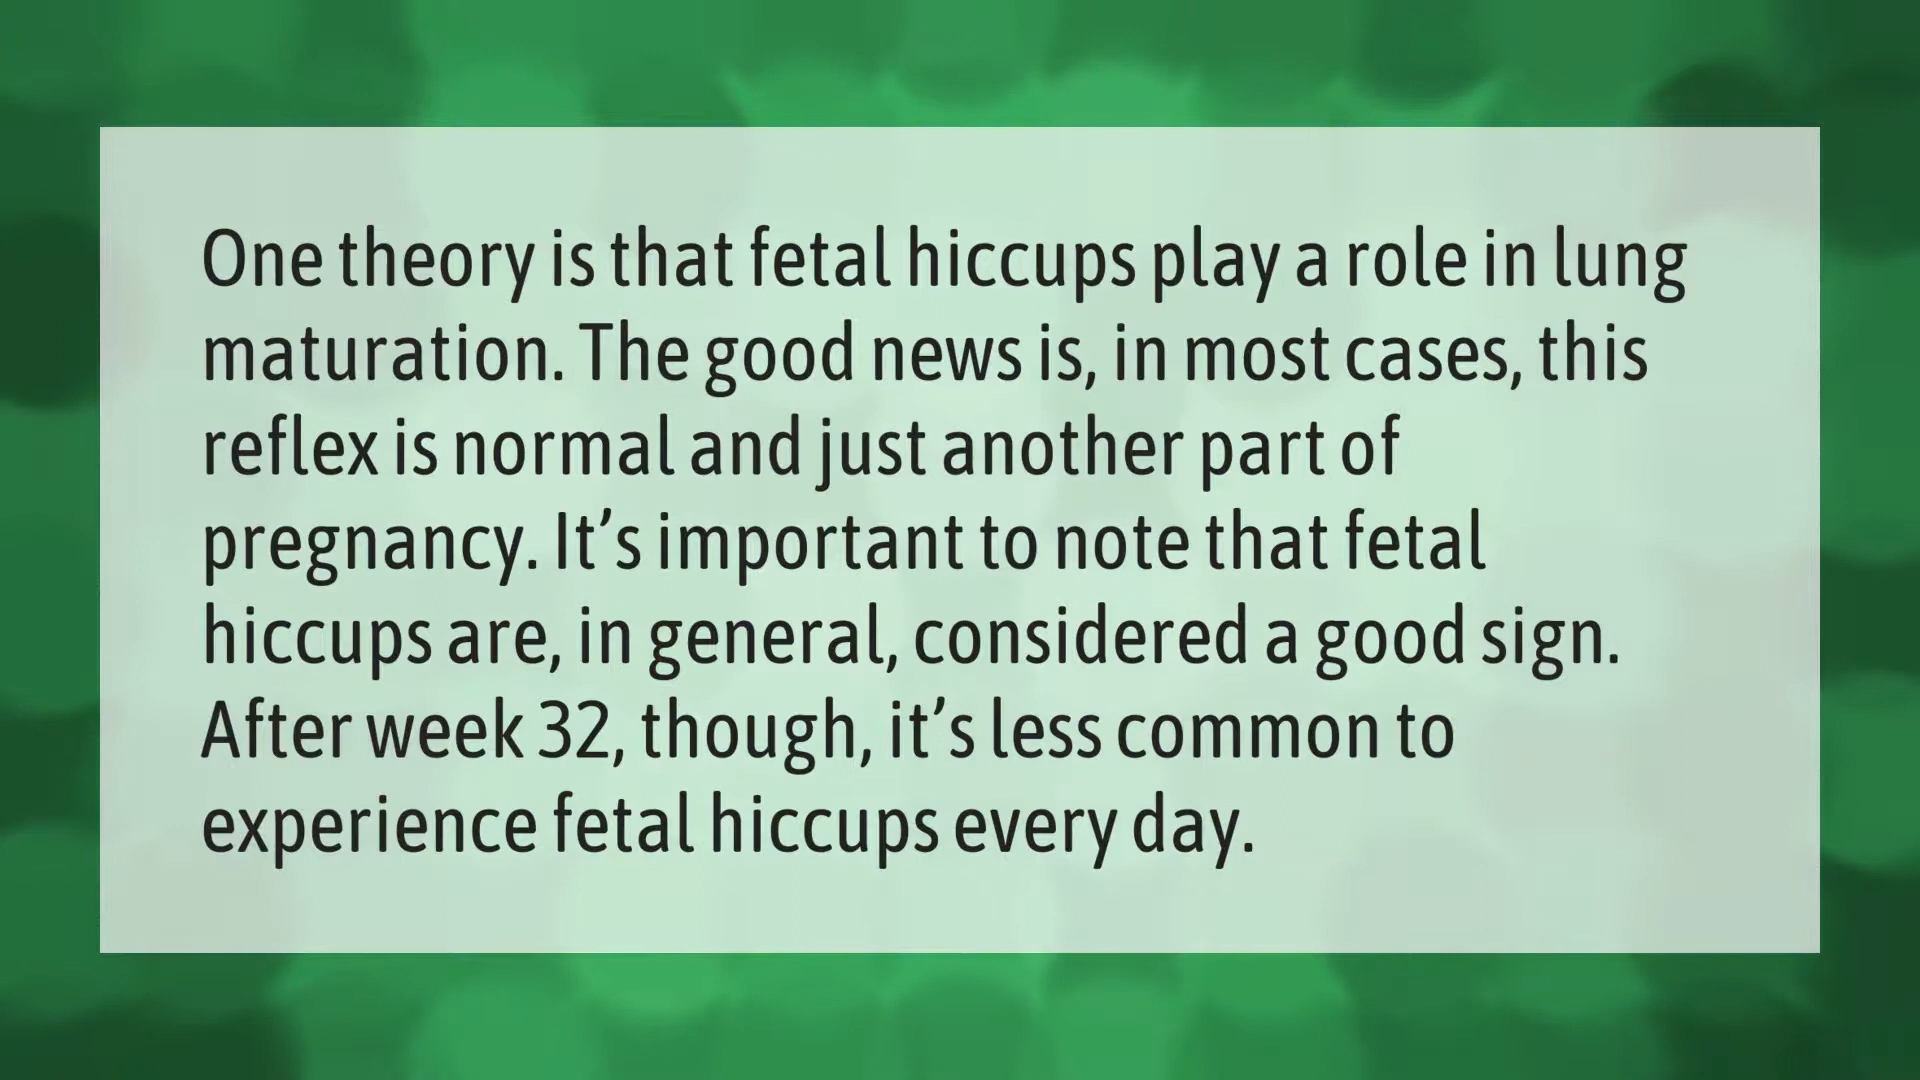 One theory is that fetal hiccups play a role in lung
maturation. The good news is, in most cases, this
reflex is normal and just another part of
pregnancy. It’s important to note that fetal
hiccups are, in general, considered a good sign.
After week 32, though, it’s less common to
experience fetal hiccups every day.